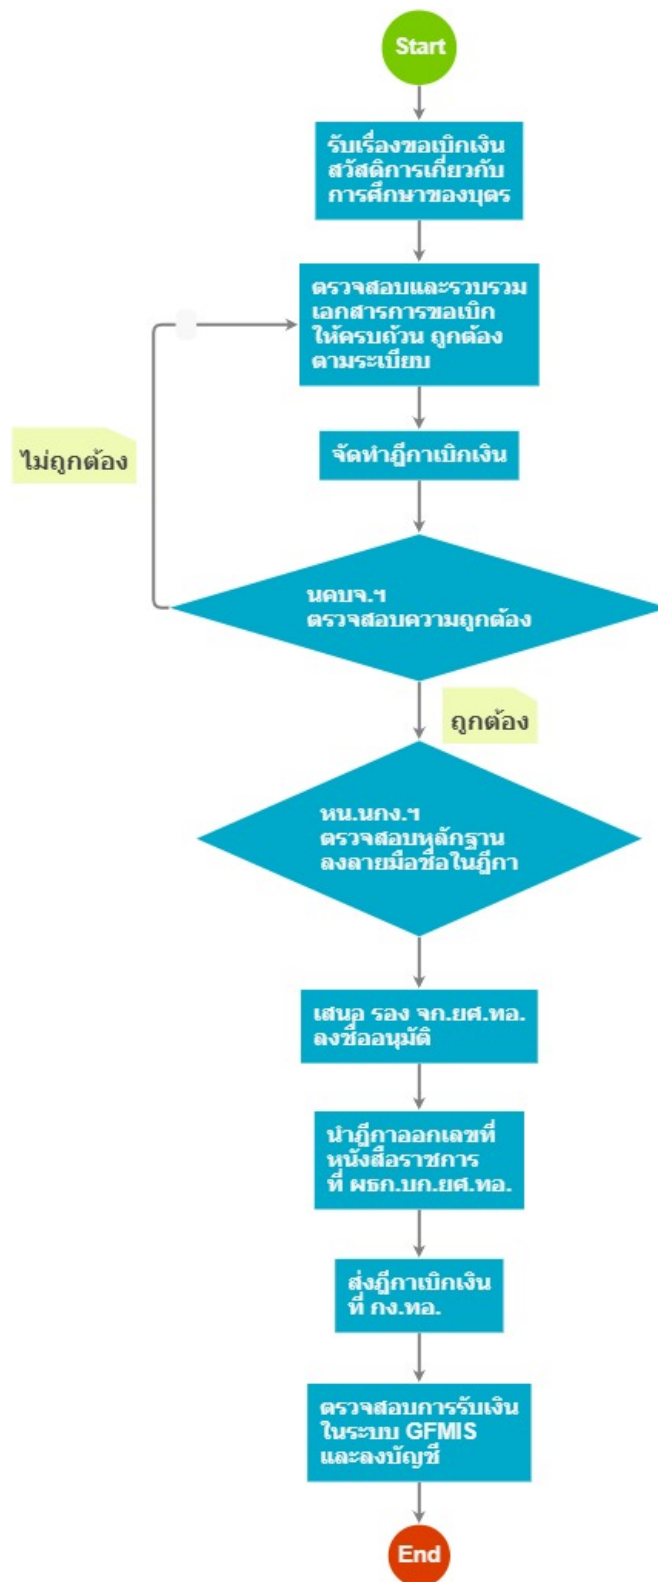 Start
รับเรื่องขอเบิกเงิน
สวัสดิการเกี่ยวกับ
การศึกษาของบุตร
ตรวจสอบและรวบรวม
เอกสารการขอเบิก
ให้ครบถ้วน ถูกต้อง
ตามระเบียบ
ไม่ถูกต้อง
จัดทำฎีกาเบิกเงิน
นคบจ.ฯ
ตรวจสอบความถูกต้อง
ถูกต้อง
หน.นกง.ฯ
ตรวจสอบหลักฐาน
ลงลายมือชื่อในฎีกา
เสนอ รอง จก.ยศ.ทอ.
ลงชื่ออนุมัติ
นำฎีกาออกเลขที่
หนังสือราชการ
ที่ ผธก.บก.ยศ.ทอ.
ส่งฎีกาเบิกเงิน
ที่ กง.ทอ.
ตรวจสอบการรับเงิน
ในระบบ GFMIS
และลงบัญชี
End